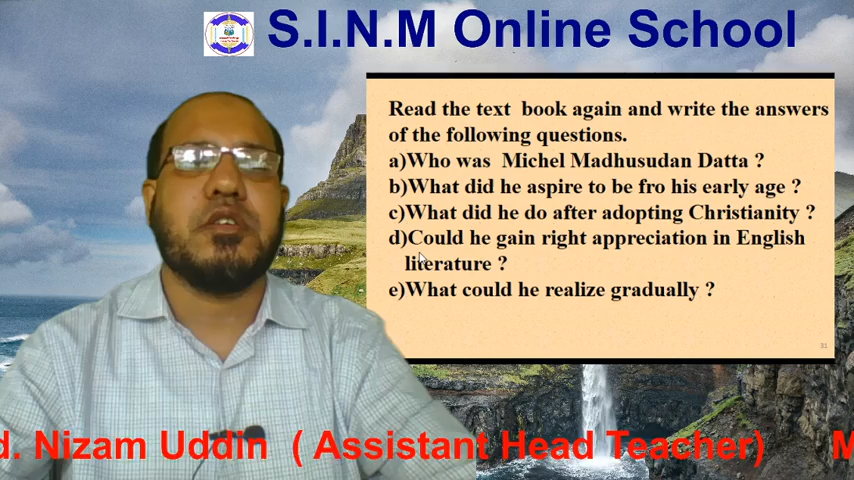 S.I.N.M Online School
Read the text book again and write the answers
of the following questions.
a)Who was Michel Madhusudan Datta ?
b)What did he aspire to be fro his early age ?
c)What did he do after adopting Christianity ?
d)Could he gain right appreciation in English
literature ?
e)What could he realize gradually ?
31
d. Nizam Uddin ( Assistant Head Teacher) M